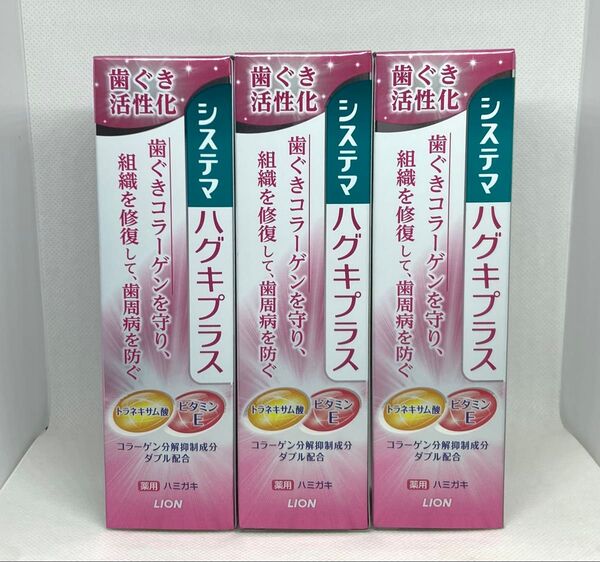 歯ぐき
活性化
システマ
ハグキプラス
歯ぐきコラーゲンを守り、
組織を修復して、歯周病を防ぐ
トラネキサム酸
ビタミン
E
コラーゲン分解抑制成分
ダブル配合
薬用 ハミガキ
LION
歯ぐき
活性化
システマ
ハグキプラス
歯ぐきコラーゲンを守り、
組織を修復して、歯周病を防ぐ
トラネキサム酸
ビタミン
E
コラーゲン分解抑制成分
ダブル配合
薬用 ハミガキ
LION
歯ぐき
活性化
システマ
ハグキプラス
歯ぐきコラーゲンを守り、
組織を修復して、歯周病を防ぐ
トラネキサム酸
ビタミン
E
コラーゲン分解抑制成分
ダブル配合
薬用 ハミガキ
LION